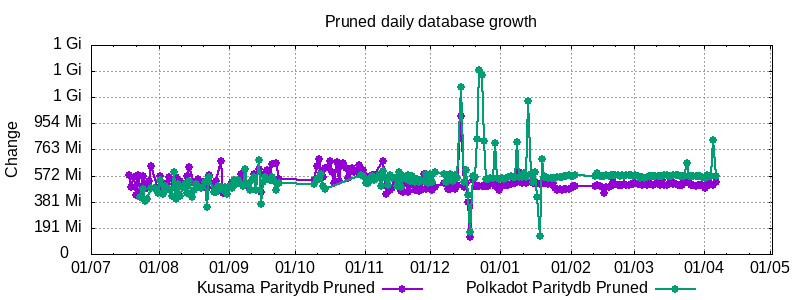 Pruned daily database growth
1 Gi
1 Gi
1 Gi
954 Mi
763 Mi
572 Mi
381 Mi
191 Mi
0
Change
01/07 01/08 01/09 01/10 01/11 01/12 01/01 01/02 01/03 01/04 01/05
Kusama Paritydb Pruned Polkadot Paritydb Pruned